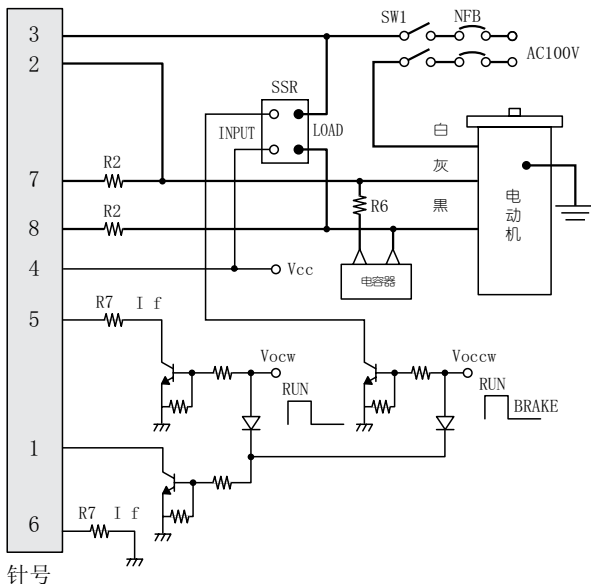 SW1
NFB
3
AC100V
2
SSR
INPUT
LOAD
白
灰
7
R2
R6
黒
电动机
8
R2
4
Vcc
电容器
5
R7
I f
Vocw
Voccw
RUN
RUN
BRAKE
1
R7
I f
6
针号